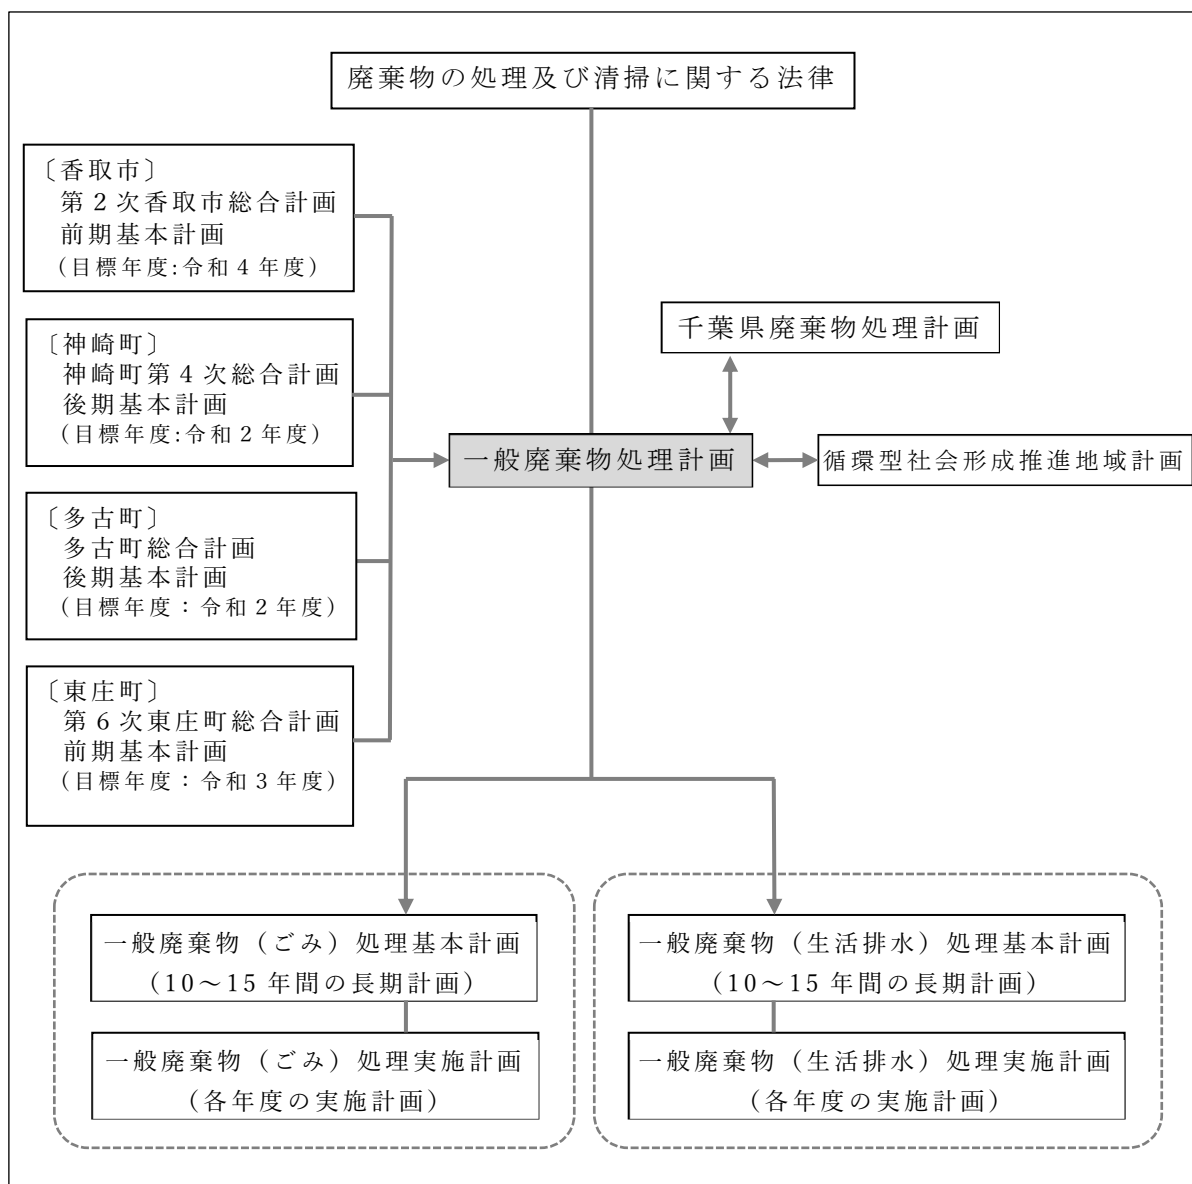 廃棄物の処理及び清掃に関する法律
〔香取市〕
第2次香取市総合計画
前期基本計画
(目標年度:令和4年度)
〔神崎町〕
神崎町第4次総合計画
後期基本計画
(目標年度:令和2年度)
〔多古町〕
多古町総合計画
後期基本計画
(目標年度：令和2年度)
〔東庄町〕
第6次東庄町総合計画
前期基本計画
(目標年度：令和3年度)
千葉県廃棄物処理計画
一般廃棄物処理計画
循環型社会形成推進地域計画
一般廃棄物（ごみ）処理基本計画
（10～15年間の長期計画）
一般廃棄物（ごみ）処理実施計画
（各年度の実施計画）
一般廃棄物（生活排水）処理基本計画
（10～15年間の長期計画）
一般廃棄物（生活排水）処理実施計画
（各年度の実施計画）